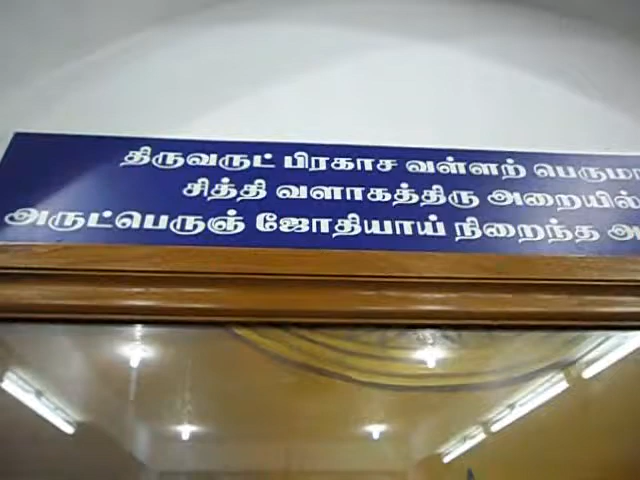 திருவருட் பிரகாச வள்ளற் பெருமா
சித்தி வளாகத்திரு அறையில்
அருட்பெருஞ் ஜோதியாய் நிறைந்த அ